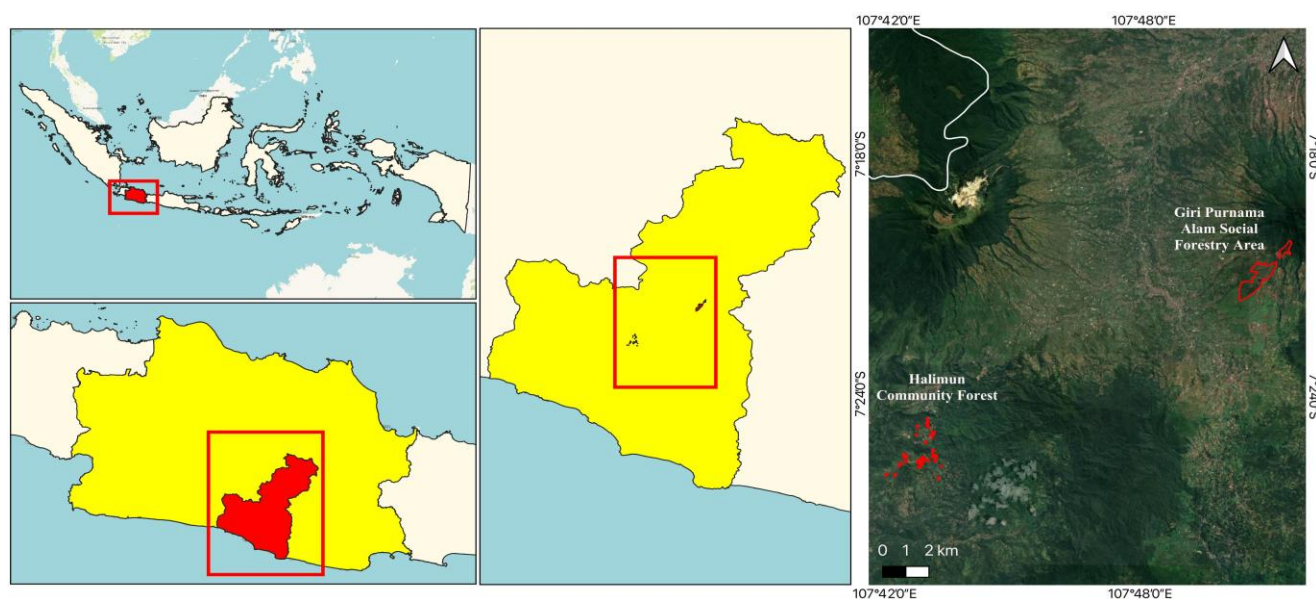 107°42'0"E 107°48'0"E
7°18'0"S
7°18'0"S
Giri Purnama
Alam Social
Forestry Area
7°24'0"S
7°24'0"S
Halimun
Community Forest
0 1 2 km
107°42'0"E 107°48'0"E